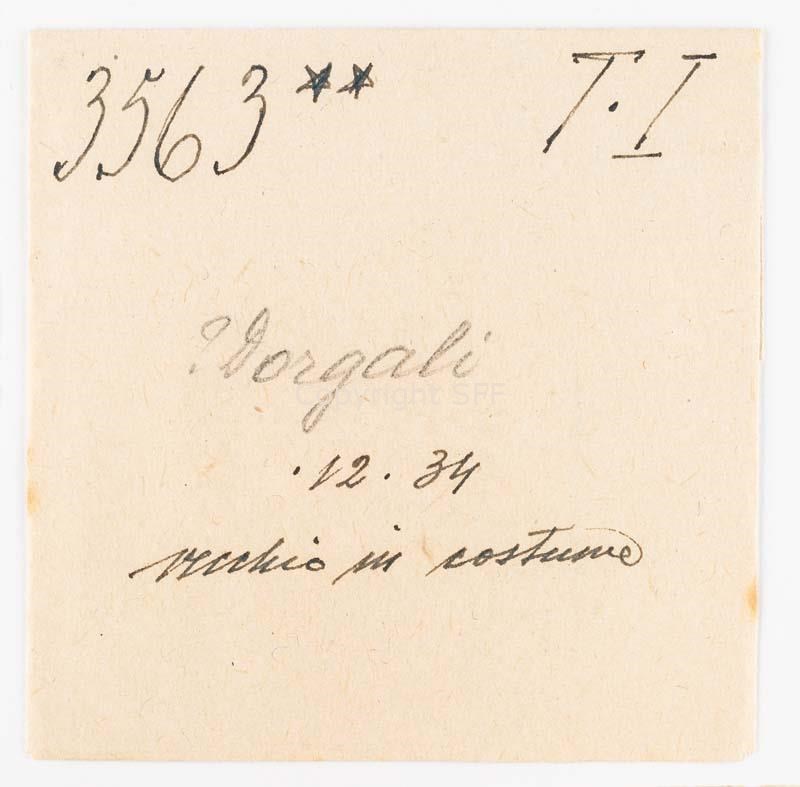 3563 ** T.I
?Dorgali
Copyright SFF
.12.34
vecchio in costume